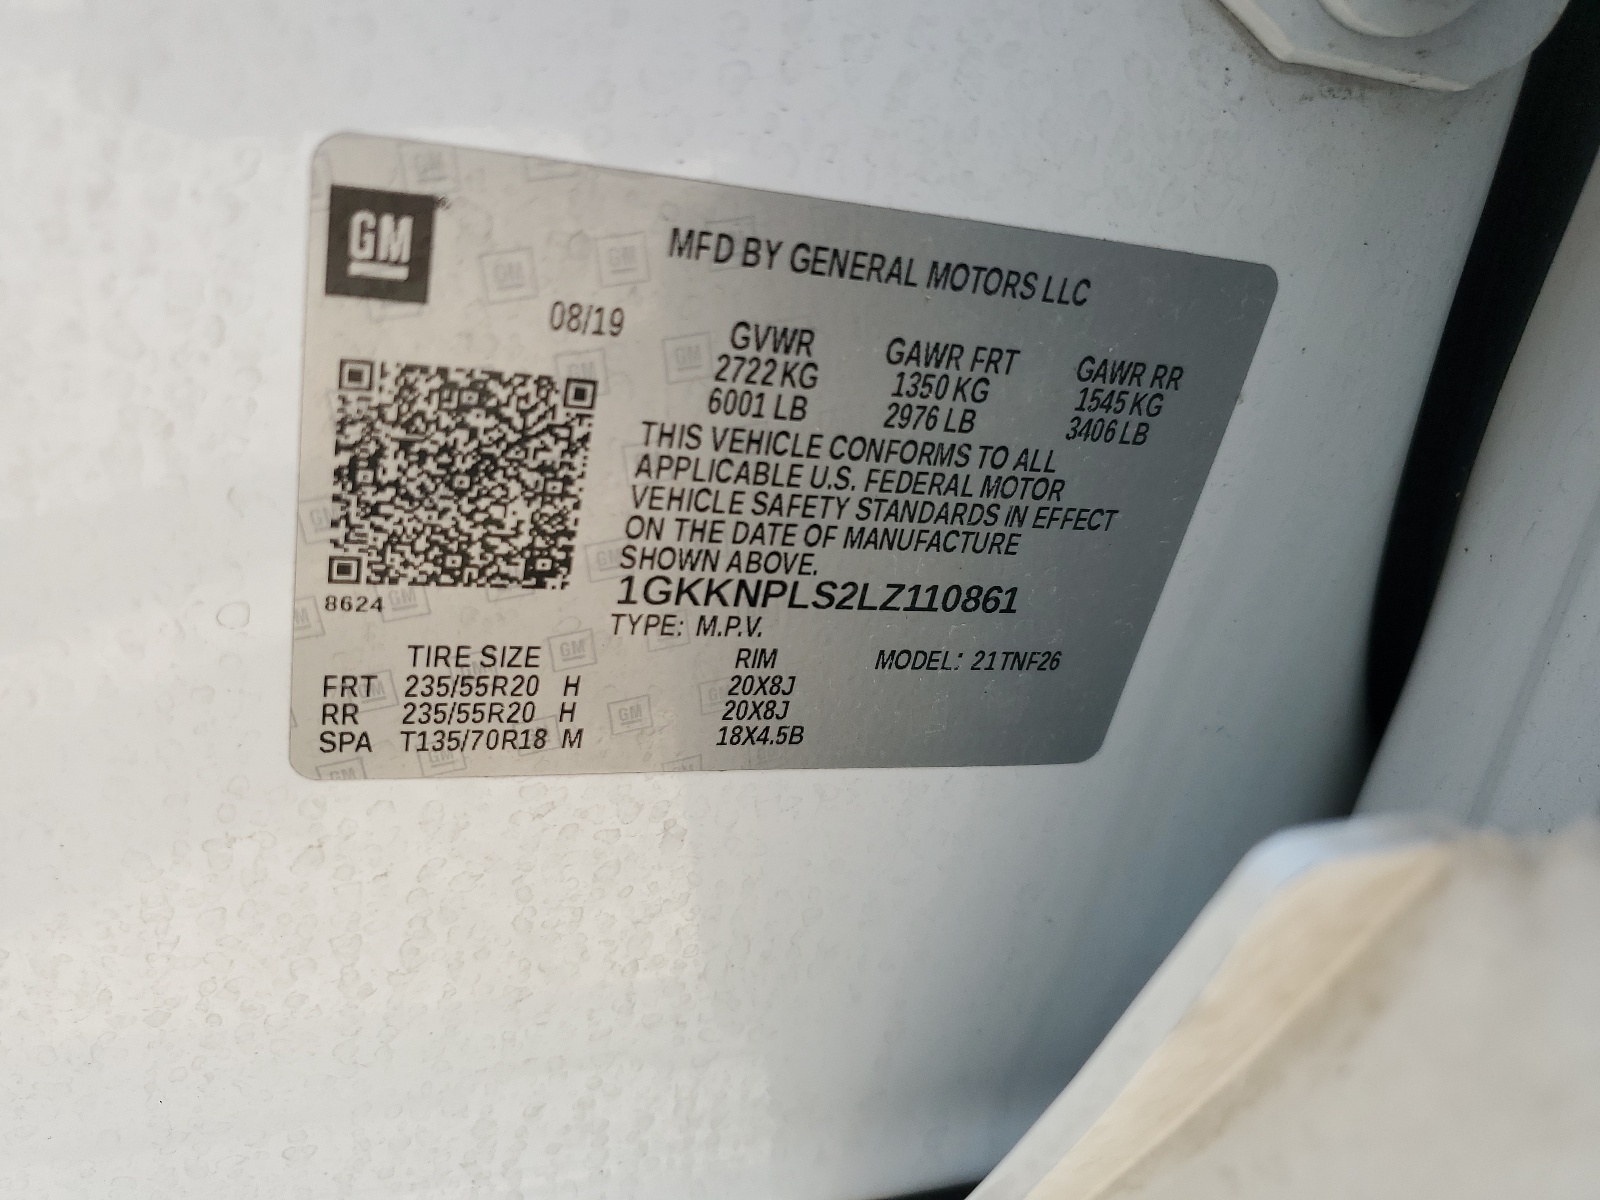 GM
MFD BY GENERAL MOTORS LLC
08/19
GVWR GAWR FRT GAWR RR
2722 KG 1350 KG 1545 KG
6001 LB 2976 LB 3406 LB
THIS VEHICLE CONFORMS TO ALL
APPLICABLE U.S. FEDERAL MOTOR
VEHICLE SAFETY STANDARDS IN EFFECT
ON THE DATE OF MANUFACTURE
SHOWN ABOVE.
8624
1GKKNPLS2LZ110861
TYPE: M.P.V.
TIRE SIZE RIM MODEL: 21TNF26
FRT 235/55R20 H 20X8J
RR 235/55R20 H 20X8J
SPA T135/70R18 M 18X4.5B